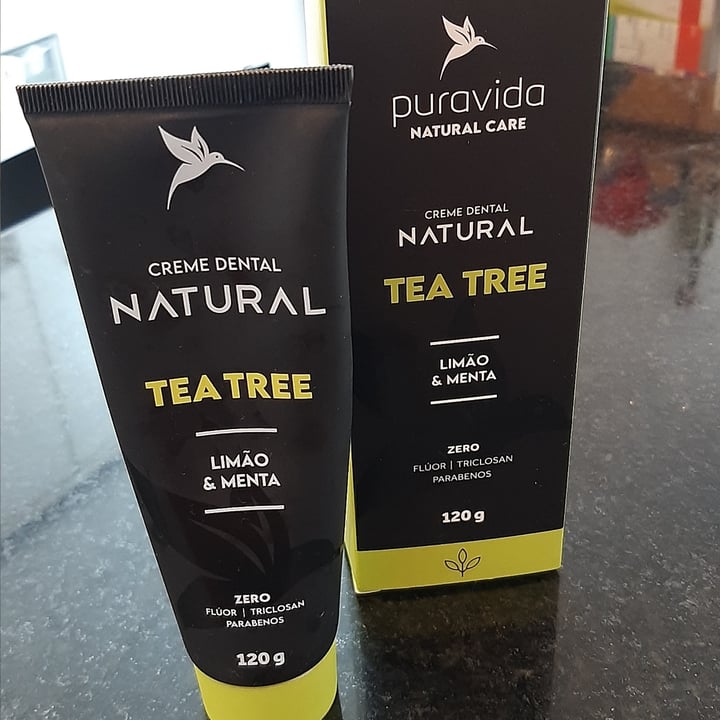 CREME DENTAL
NATURAL
TEA TREE
LIMÃO
& MENTA
ZERO
FLÚOR | TRICLOSAN
PARABENOS
120 g
puravida
NATURAL CARE
CREME DENTAL
NATURAL
TEA TREE
LIMÃO
& MENTA
ZERO
FLÚOR | TRICLOSAN
PARABENOS
120 g